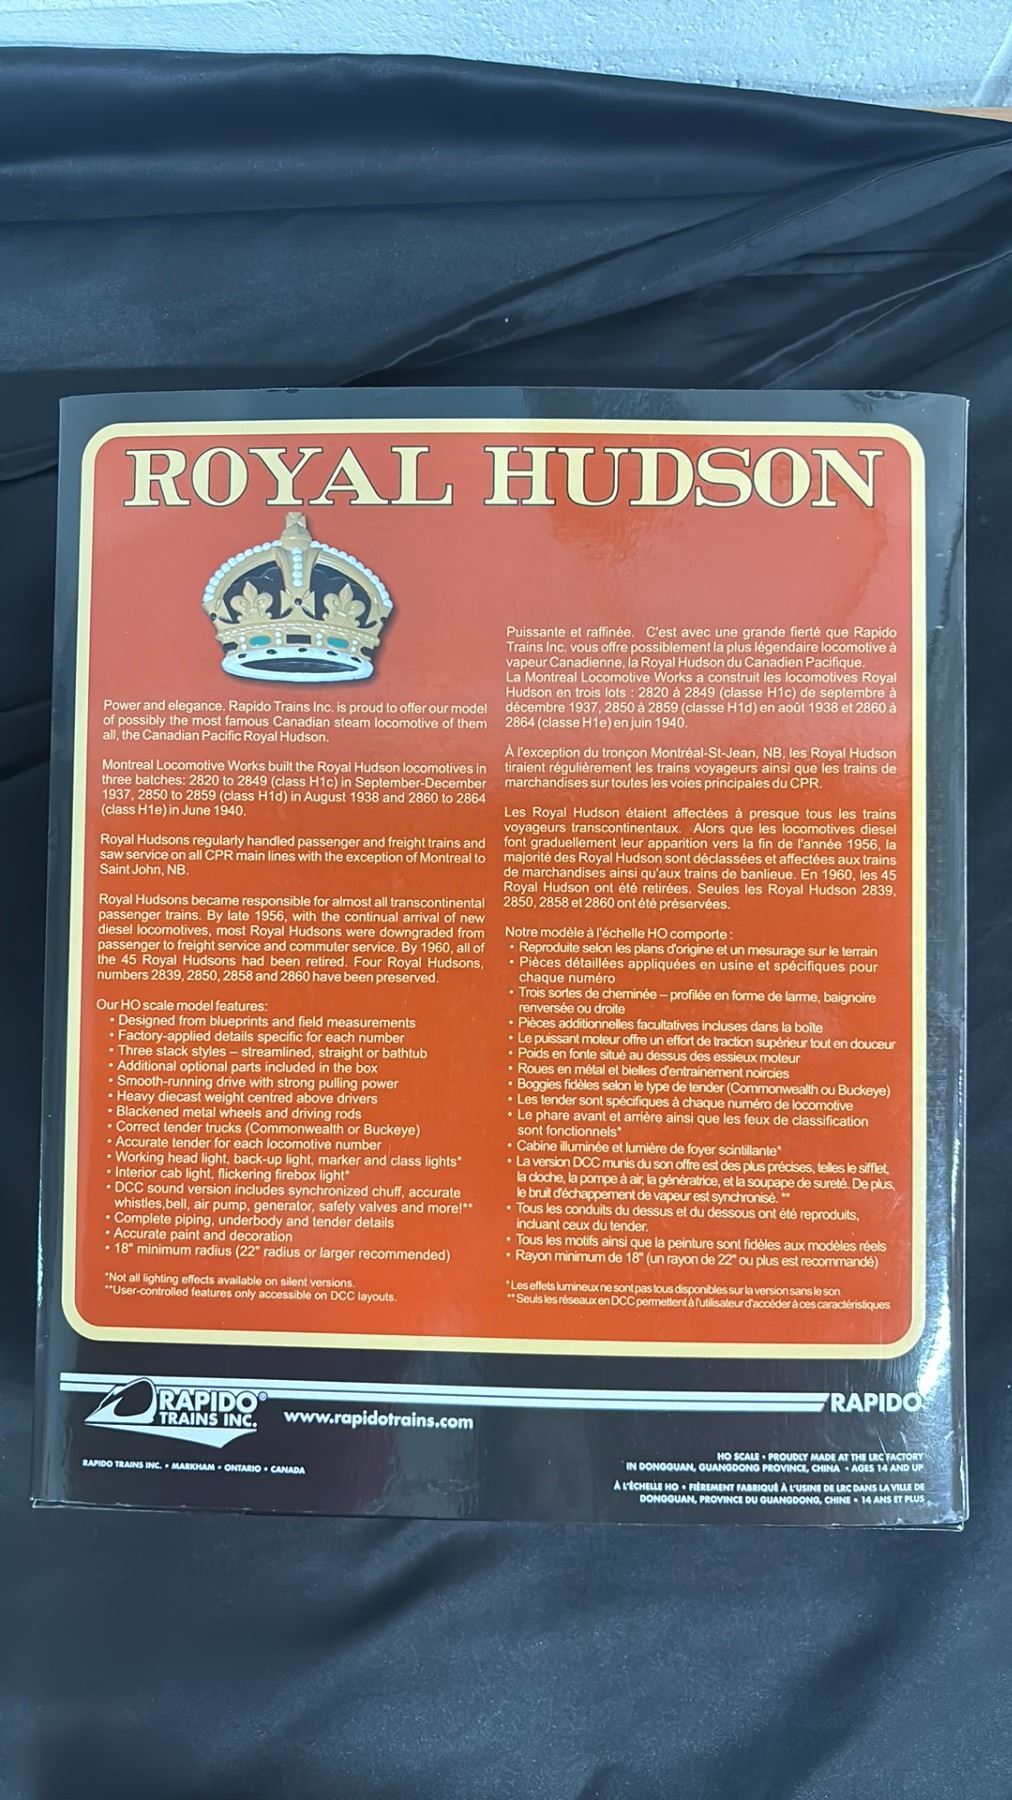 ROYAL HUDSON
Power and elegance. Rapido Trains Inc. is proud to offer our model
of possibly the most famous Canadian steam locomotive of them
all, the Canadian Pacific Royal Hudson.
Montreal Locomotive Works built the Royal Hudson locomotives in
three batches: 2820 to 2849 (class H1c) in September-December
1937, 2850 to 2859 (class H1d) in August 1938 and 2860 to 2864
(class H1e) in June 1940.
Royal Hudsons regularly handled passenger and freight trains and
saw service on all CPR main lines with the exception of Montreal to
Saint John, NB.
Royal Hudsons became responsible for almost all transcontinental
passenger trains. By late 1956, with the continual arrival of new
diesel locomotives, most Royal Hudsons were downgraded from
passenger to freight service and commuter service. By 1960, all of
the 45 Royal Hudsons had been retired. Four Royal Hudsons,
numbers 2839, 2850, 2858 and 2860 have been preserved.
Our HO scale model features:
• Designed from blueprints and field measurements
• Factory-applied details specific for each number
• Three stack styles – streamlined, straight or bathtub
• Additional optional parts included in the box
• Smooth-running drive with strong pulling power
• Heavy diecast weight centred above drivers
• Blackened metal wheels and driving rods
• Correct tender trucks (Commonwealth or Buckeye)
• Accurate tender for each locomotive number
• Working head light, back-up light, marker and class lights*
• Interior cab light, flickering firebox light*
• DCC sound version includes synchronized chuff, accurate
whistles,bell, air pump, generator, safety valves and more!**
• Complete piping, underbody and tender details
• Accurate paint and decoration
• 18" minimum radius (22" radius or larger recommended)
*Not all lighting effects available on silent versions.
**User-controlled features only accessible on DCC layouts.
Puissante et raffinée. C'est avec une grande fierté que Rapido
Trains Inc. vous offre possiblement la plus légendaire locomotive à
vapeur Canadienne, la Royal Hudson du Canadien Pacifique.
La Montreal Locomotive Works a construit les locomotives Royal
Hudson en trois lots : 2820 à 2849 (classe H1c) de septembre à
décembre 1937, 2850 à 2859 (classe H1d) en août 1938 et 2860 à
2864 (classe H1e) en juin 1940.
À l'exception du tronçon Montréal-St-Jean, NB, les Royal Hudson
tiraient régulièrement les trains voyageurs ainsi que les trains de
marchandises sur toutes les voies principales du CPR.
Les Royal Hudson étaient affectées à presque tous les trains
voyageurs transcontinentaux. Alors que les locomotives diesel
font graduellement leur apparition vers la fin de l'année 1956, la
majorité des Royal Hudson sont déclassées et affectées aux trains
de marchandises ainsi qu'aux trains de banlieue. En 1960, les 45
Royal Hudson ont été retirées. Seules les Royal Hudson 2839,
2850, 2858 et 2860 ont été préservées.
Notre modèle à l'échelle HO comporte :
• Reproduite selon les plans d'origine et un mesurage sur le terrain
• Pièces détaillées appliquées en usine et spécifiques pour
chaque numéro
• Trois sortes de cheminée – profilée en forme de larme, baignoire
renversée ou droite
• Pièces additionnelles facultatives incluses dans la boîte
• Le puissant moteur offre un effort de traction supérieur tout en douceur
• Poids en fonte situé au dessus des essieux moteur
• Roues en métal et bielles d'entrainement noircies
• Boggies fidèles selon le type de tender (Commonwealth ou Buckeye)
• Les tender sont spécifiques à chaque numéro de locomotive
• Le phare avant et arrière ainsi que les feux de classification
sont fonctionnels*
• Cabine illuminée et lumière de foyer scintillante*
• La version DCC munis du son offre est des plus précises, telles le sifflet,
la cloche, la pompe à air, la génératrice, et la soupape de sureté. De plus,
le bruit d'échappement de vapeur est synchronisé. **
• Tous les conduits du dessus et du dessous ont été reproduits,
incluant ceux du tender.
• Tous les motifs ainsi que la peinture sont fidèles aux modèles réels
• Rayon minimum de 18" (un rayon de 22" ou plus est recommandé)
*Les effets lumineux ne sont pas tous disponibles sur la version sans le son
** Seuls les réseaux en DCC permettent à l'utilisateur d'accéder à ces caractéristiques
RAPIDO®
TRAINS INC.
www.rapidotrains.com
RAPIDO
RAPIDO TRAINS INC. • MARKHAM • ONTARIO • CANADA
HO SCALE • PROUDLY MADE AT THE LRC FACTORY
IN DONGGUAN, GUANGDONG PROVINCE, CHINA • AGES 14 AND UP
À L'ÉCHELLE HO • FIÈREMENT FABRIQUÉ À L'USINE DE LRC DANS LA VILLE DE
DONGGUAN, PROVINCE DU GUANGDONG, CHINE • 14 ANS ET PLUS